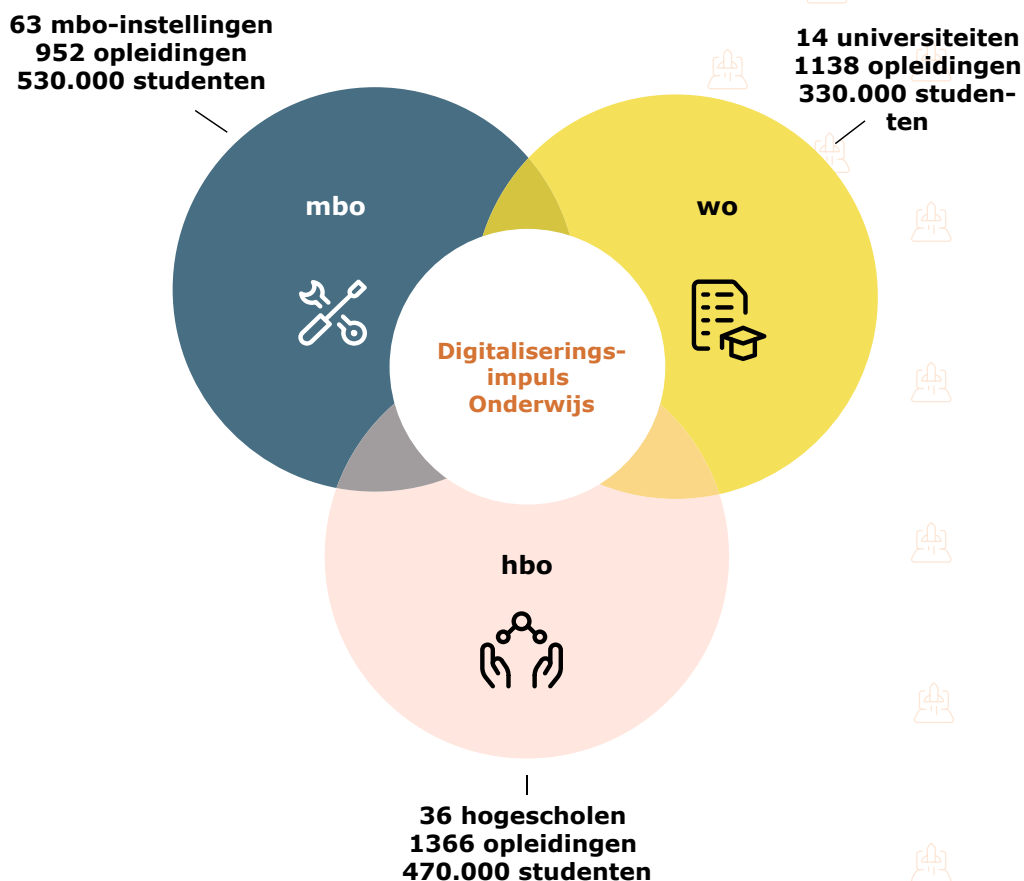 63 mbo-instellingen
952 opleidingen
530.000 studenten
14 universiteiten
1138 opleidingen
330.000 studen-
ten
mbo
wo
Digitaliserings-
impuls
Onderwijs
hbo
36 hogescholen
1366 opleidingen
470.000 studenten